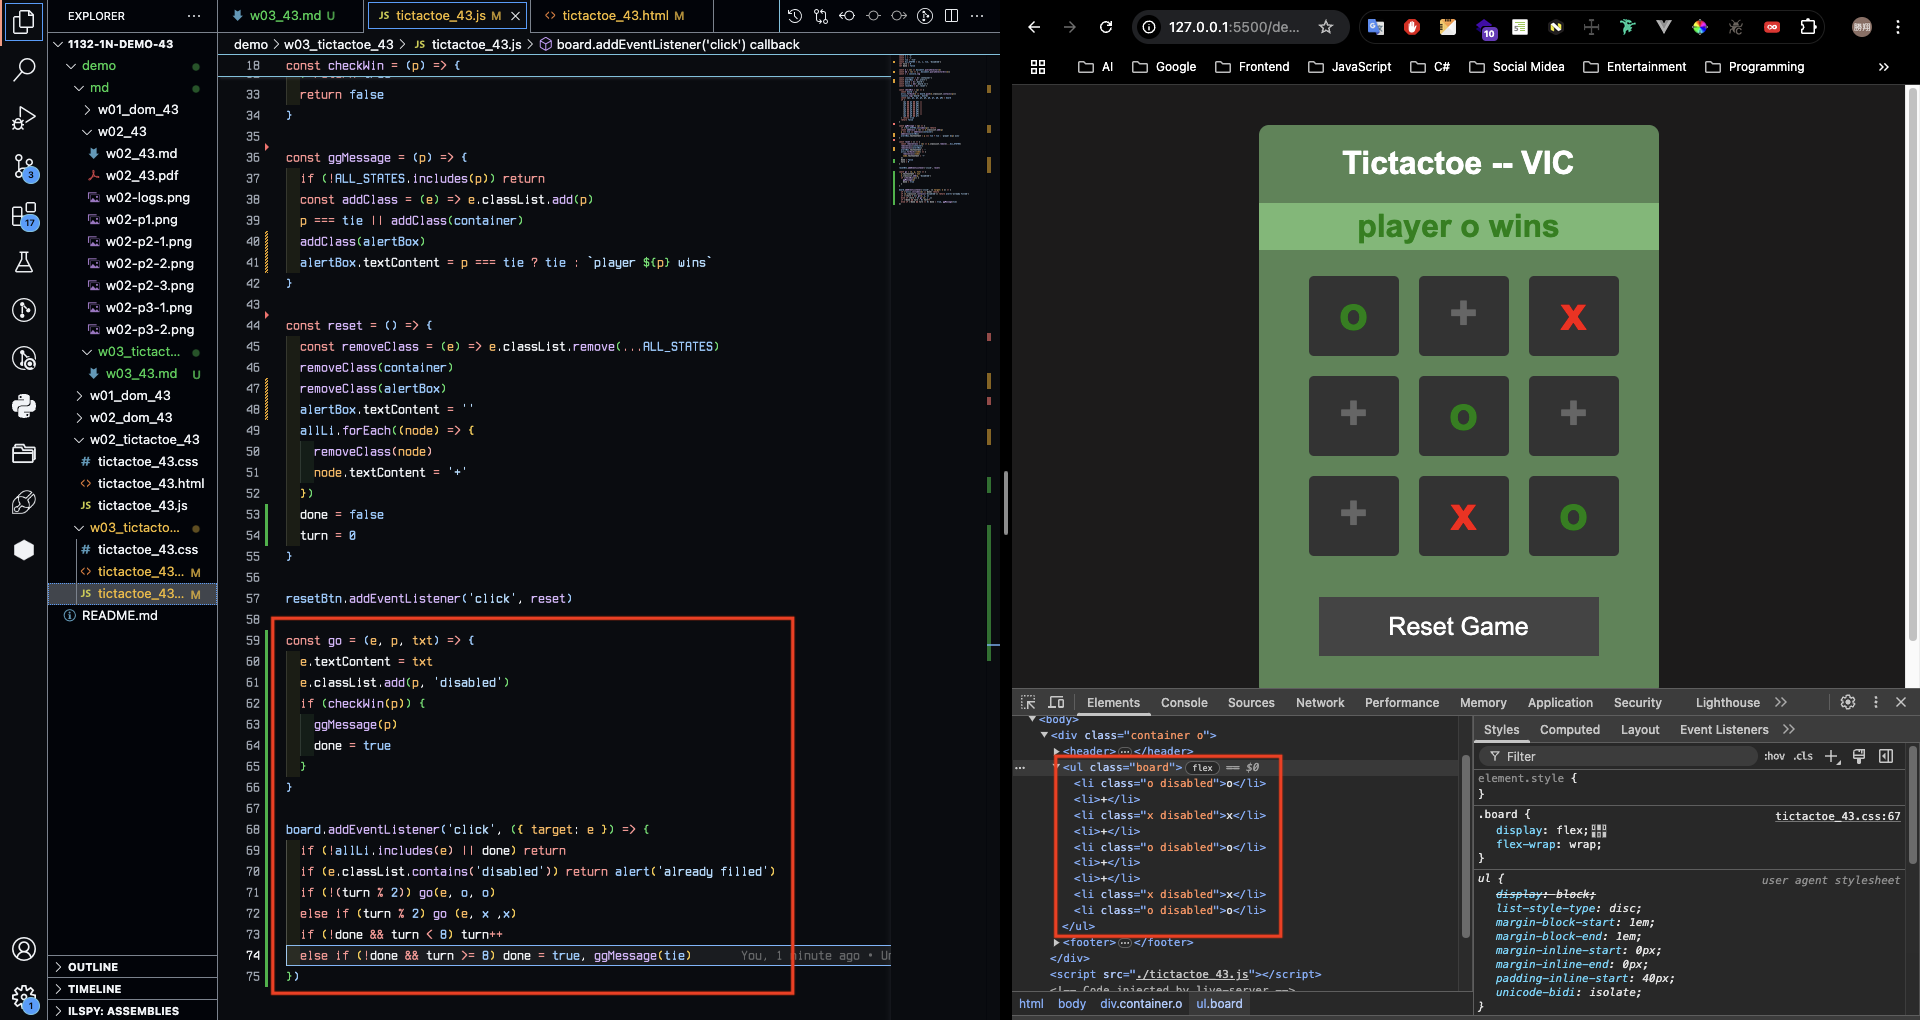 EXPLORER
1132-1N-DEMO-43
demo
md
w01_dom_43
w02_43
w02_43.md
w02_43.pdf
w02-logs.png
w02-p1.png
w02-p2-1.png
w02-p2-2.png
w02-p2-3.png
w02-p3-1.png
w02-p3-2.png
w03_tictact...
w03_43.md U
w01_dom_43
w02_dom_43
w02_tictactoe_43
# tictactoe_43.css
<> tictactoe_43.html
JS tictactoe_43.js
w03_tictacto...
# tictactoe_43.css
<> tictactoe_43... M
JS tictactoe_43... M
README.md
OUTLINE
TIMELINE
ILSPY: ASSEMBLIES
3
17
1
w03_43.md U
JS tictactoe_43.js M
<> tictactoe_43.html M
demo > w03_tictactoe_43 > JS tictactoe_43.js > board.addEventListener('click') callback
18 const checkWin = (p) => {
33 return false
34 }
35
36 const ggMessage = (p) => {
37 if (!ALL_STATES.includes(p)) return
38 const addClass = (e) => e.classList.add(p)
39 p === tie || addClass(container)
40 addClass(alertBox)
41 alertBox.textContent = p === tie ? tie : `player ${p} wins`
42 }
43
44 const reset = () => {
45 const removeClass = (e) => e.classList.remove(...ALL_STATES)
46 removeClass(container)
47 removeClass(alertBox)
48 alertBox.textContent = ''
49 allLi.forEach((node) => {
50 removeClass(node)
51 node.textContent = '+'
52 })
53 done = false
54 turn = 0
55 }
56
57 resetBtn.addEventListener('click', reset)
58
59 const go = (e, p, txt) => {
60 e.textContent = txt
61 e.classList.add(p, 'disabled')
62 if (checkWin(p)) {
63 ggMessage(p)
64 done = true
65 }
66 }
67
68 board.addEventListener('click', ({ target: e }) => {
69 if (!allLi.includes(e) || done) return
70 if (e.classList.contains('disabled')) return alert('already filled')
71 if (!(turn % 2)) go(e, o, o)
72 else if (turn % 2) go (e, x ,x)
73 if (!done && turn < 8) turn++
74 else if (!done && turn >= 8) done = true, ggMessage(tie) You, 1 minute ago • Un
75 })
127.0.0.1:5500/de...
10
AI
Google
Frontend
JavaScript
C#
Social Midea
Entertainment
Programming
Tictactoe -- VIC
player o wins
o + x
+ o +
+ x o
Reset Game
Elements Console Sources Network Performance Memory Application Security Lighthouse
<body>
<div class="container o">
<header> ... </header>
<ul class="board"> flex == $0
<li class="o disabled">o</li>
<li>+</li>
<li class="x disabled">x</li>
<li>+</li>
<li class="o disabled">o</li>
<li>+</li>
<li>+</li>
<li class="x disabled">x</li>
<li class="o disabled">o</li>
</ul>
<footer> ... </footer>
</div>
<script src="./tictactoe_43.js"></script>
<!-- Code injected by live-server -->
html body div.container.o ul.board
Styles Computed Layout Event Listeners
Filter
:hov .cls
element.style {
}
.board { tictactoe_43.css:67
display: flex;
flex-wrap: wrap;
}
ul { user agent stylesheet
display: block;
list-style-type: disc;
margin-block-start: 1em;
margin-block-end: 1em;
margin-inline-start: 0px;
margin-inline-end: 0px;
padding-inline-start: 40px;
unicode-bidi: isolate;
}